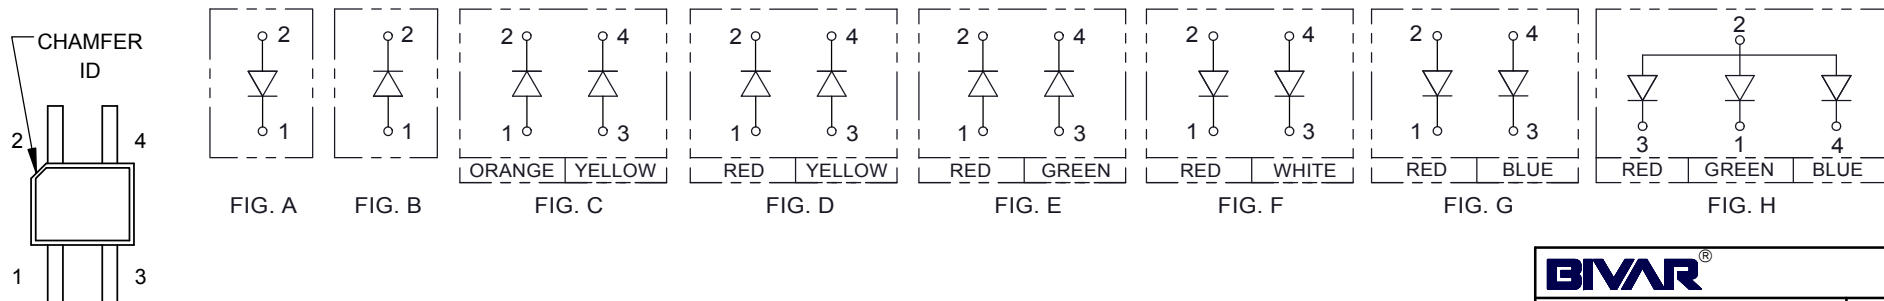 CHAMFER
ID
2
4
1
3
2
1
FIG. A
2
1
FIG. B
2
4
1
3
ORANGE YELLOW
FIG. C
2
4
1
3
RED YELLOW
FIG. D
2
4
1
3
RED GREEN
FIG. E
2
4
1
3
RED WHITE
FIG. F
2
4
1
3
RED BLUE
FIG. G
2
3 1 4
RED GREEN BLUE
FIG. H
BIVAR®